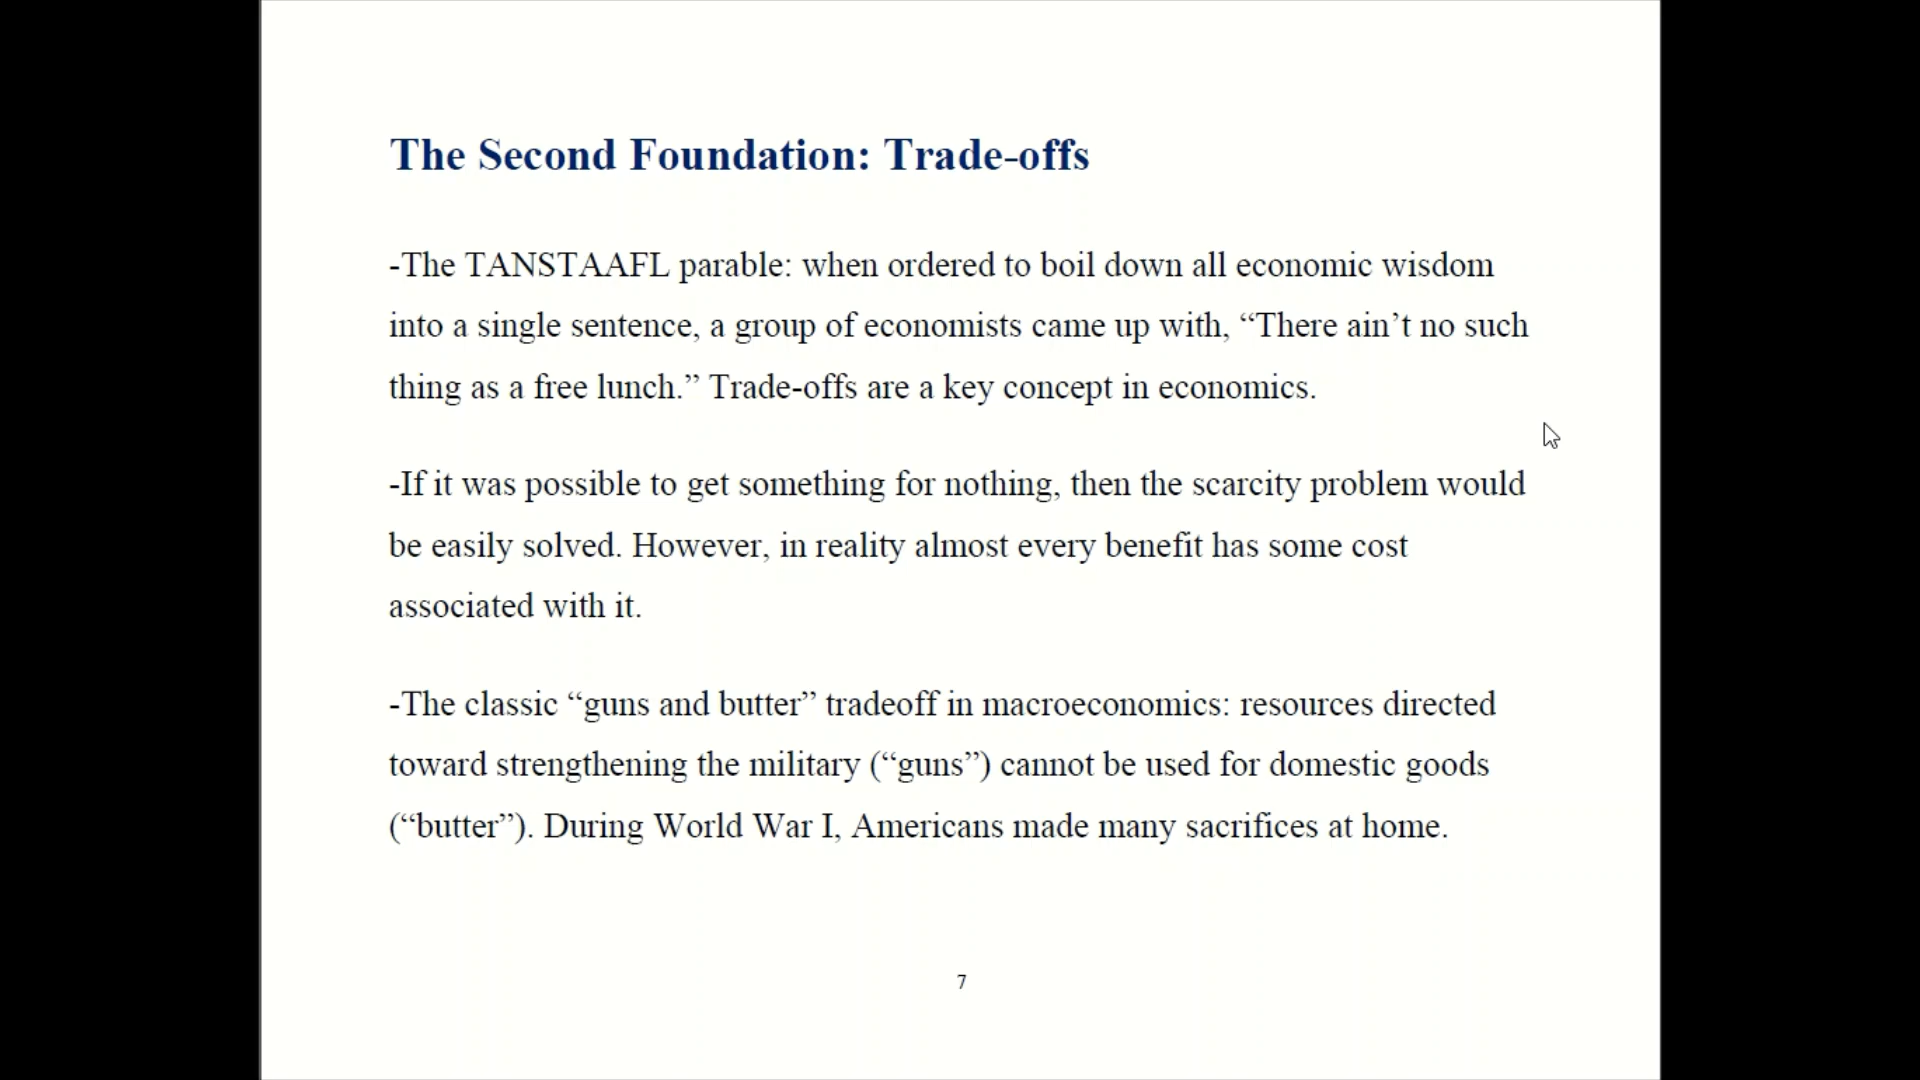 The Second Foundation: Trade-offs
-The TANSTAAFL parable: when ordered to boil down all economic wisdom
into a single sentence, a group of economists came up with, “There ain’t no such
thing as a free lunch.” Trade-offs are a key concept in economics.
-If it was possible to get something for nothing, then the scarcity problem would
be easily solved. However, in reality almost every benefit has some cost
associated with it.
-The classic “guns and butter” tradeoff in macroeconomics: resources directed
toward strengthening the military (“guns”) cannot be used for domestic goods
(“butter”). During World War I, Americans made many sacrifices at home.
7